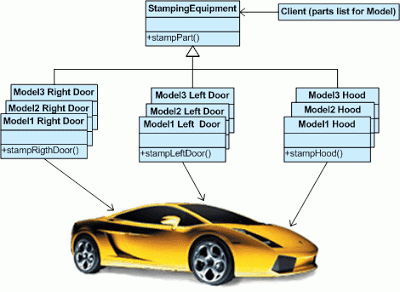 StampingEquipment
Client (parts list for Model)
+stampPart()
Model3 Right Door
Model2 Right Door
Model1 Right Door
+stampRigthDoor()
Model3 Left Door
Model2 Left Door
Model1 Left Door
+stampLeftDoor()
Model3 Hood
Model2 Hood
Model1 Hood
+stampHood()